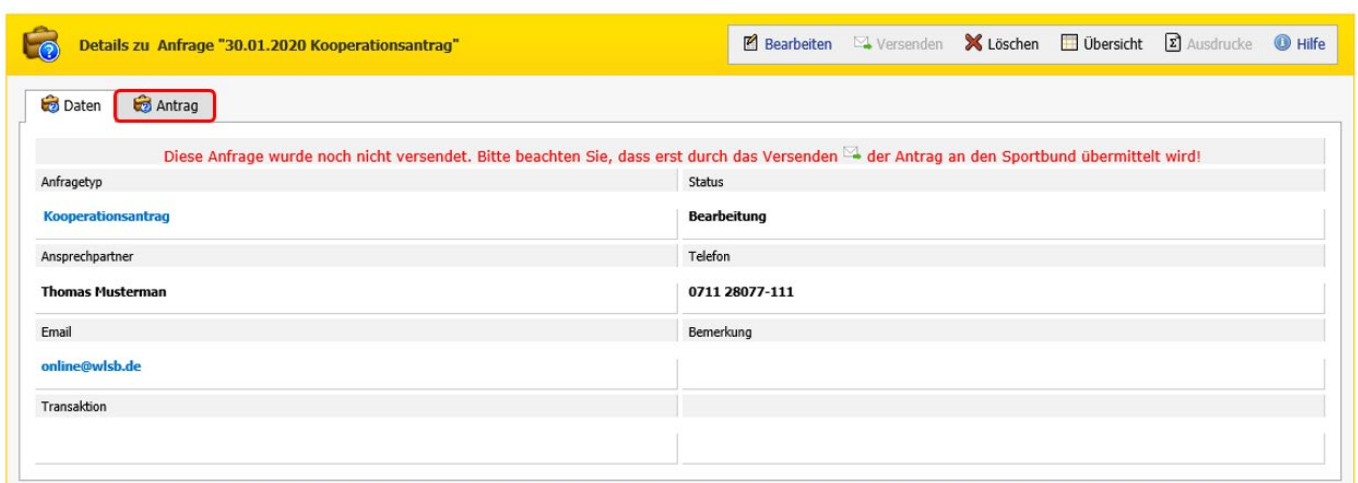 Details zu Anfrage "30.01.2020 Kooperationsantrag"
Bearbeiten Versenden Löschen Übersicht Ausdrucke Hilfe
Daten Antrag
Diese Anfrage wurde noch nicht versendet. Bitte beachten Sie, dass erst durch das Versenden der Antrag an den Sportbund übermittelt wird!
Anfragetyp Status
Kooperationsantrag Bearbeitung
Ansprechpartner Telefon
Thomas Musterman 0711 28077-111
Email Bemerkung
online@wlsb.de
Transaktion